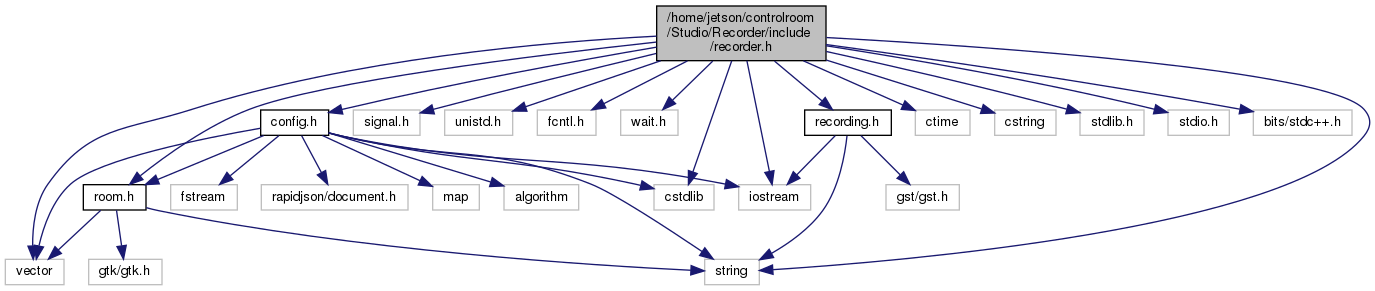 /home/jetson/controlroom
/Studio/Recorder/include
/recorder.h
config.h
signal.h
unistd.h
fcntl.h
wait.h
recording.h
ctime
cstring
stdlib.h
stdio.h
bits/stdc++.h
room.h
fstream
rapidjson/document.h
map
algorithm
cstdlib
iostream
gst/gst.h
vector
gtk/gtk.h
string